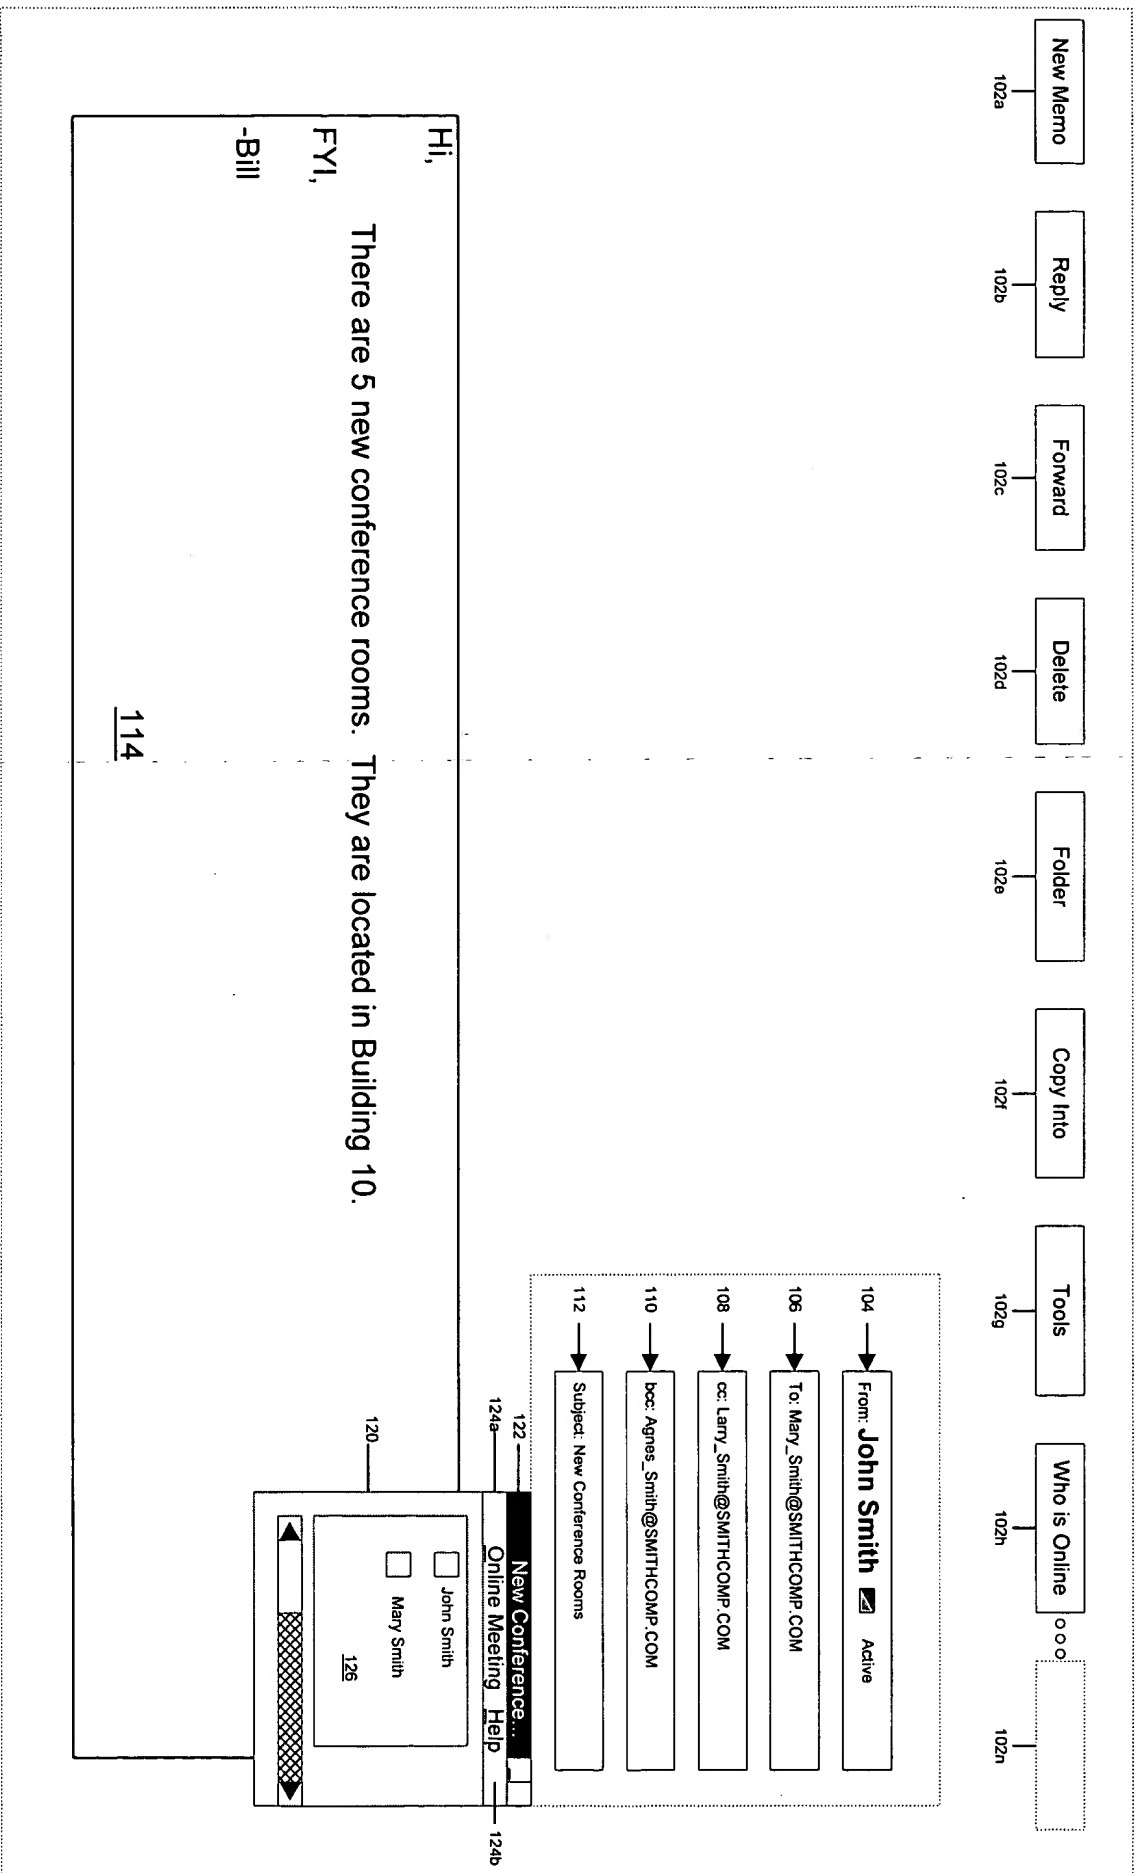 New Memo Reply Forward Delete Folder Copy Into Tools Who is Online
102a 102b 102c 102d 102e 102f 102g 102h 102n
104 From: John Smith Active
106 To: Mary_Smith@SMITHCOMP.COM
108 cc: Larry_Smith@SMITHCOMP.COM
110 bcc: Agnes_Smith@SMITHCOMP.COM
112 Subject: New Conference Rooms
122 New Conference...
124a Online Meeting Help 124b
Hi,
John Smith
There are 5 new conference rooms. They are located in Building 10.
120
Mary Smith
FYI,
126
-Bill
114